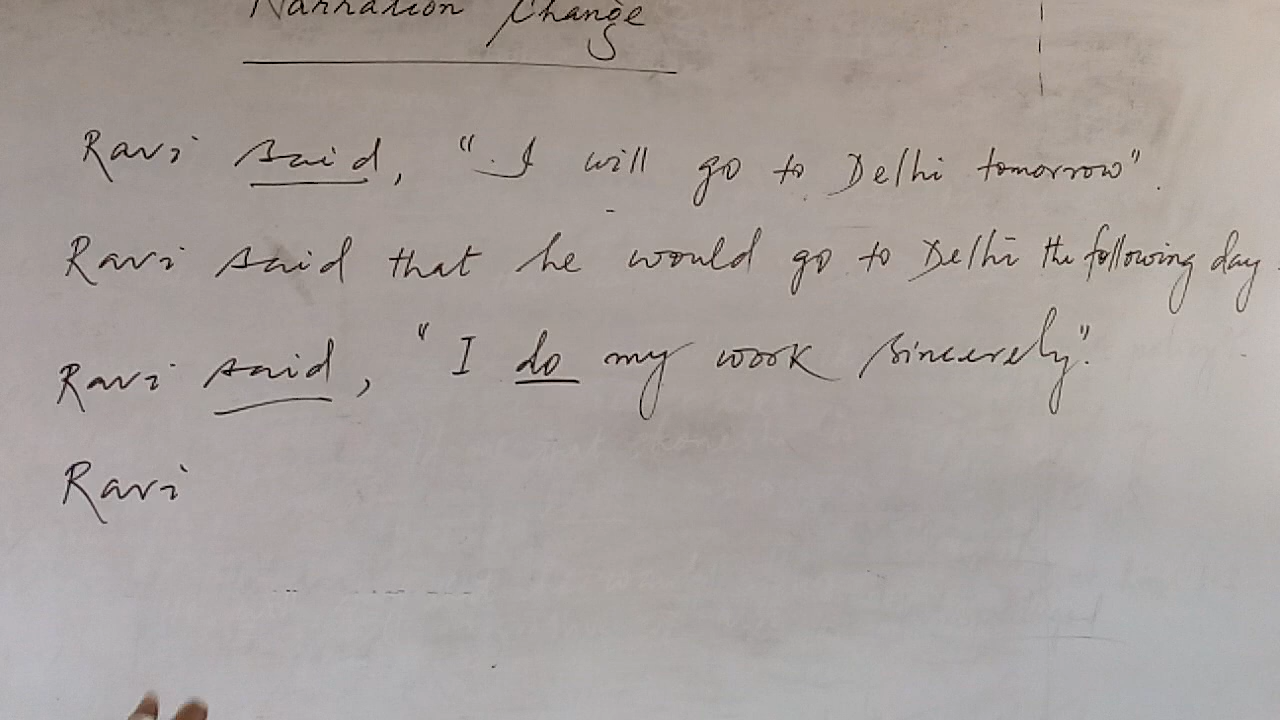 Narration Change
Ravi said, "I will go to Delhi tomorrow".
Ravi said that he would go to Delhi the following day.
Ravi said, "I do my work sincerely".
Ravi